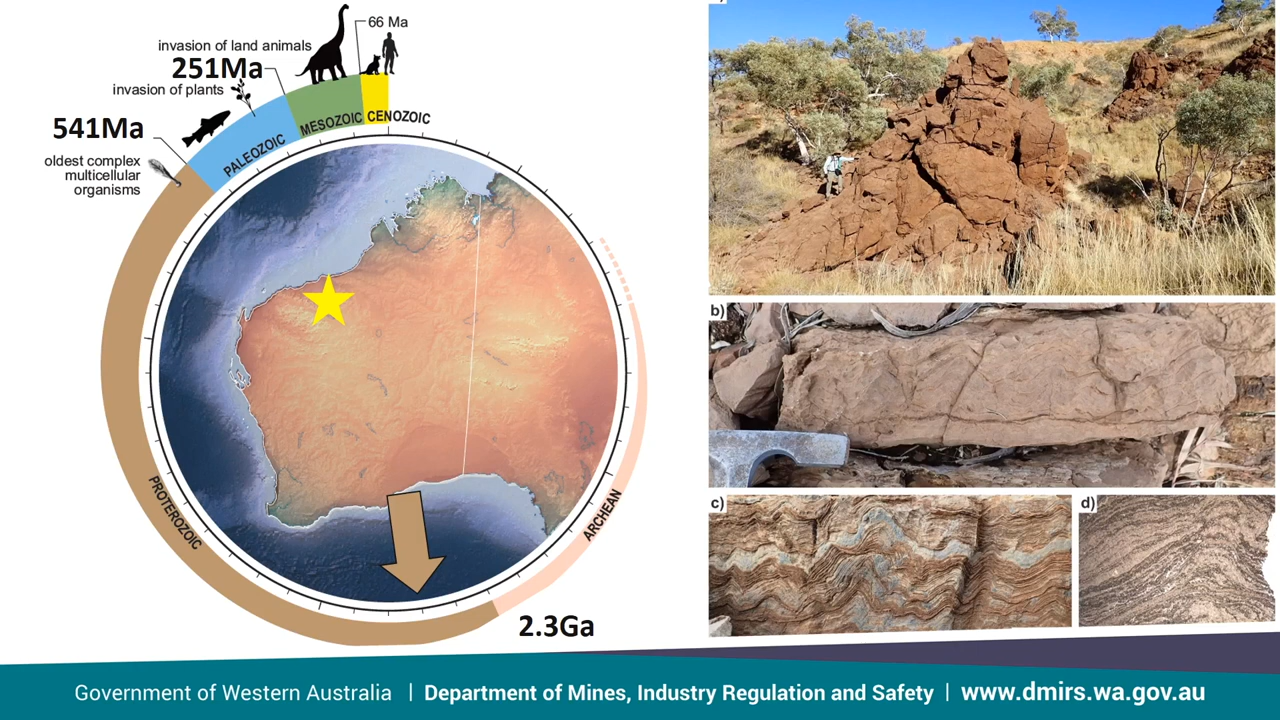 66 Ma
invasion of land animals
251Ma
invasion of plants
541Ma
oldest complex
multicellular
organisms
PALEOZOIC
MESOZOIC
CENOZOIC
PROTEROZOIC
ARCHEAN
2.3Ga
b)
c)
d)
Government of Western Australia | Department of Mines, Industry Regulation and Safety | www.dmirs.wa.gov.au